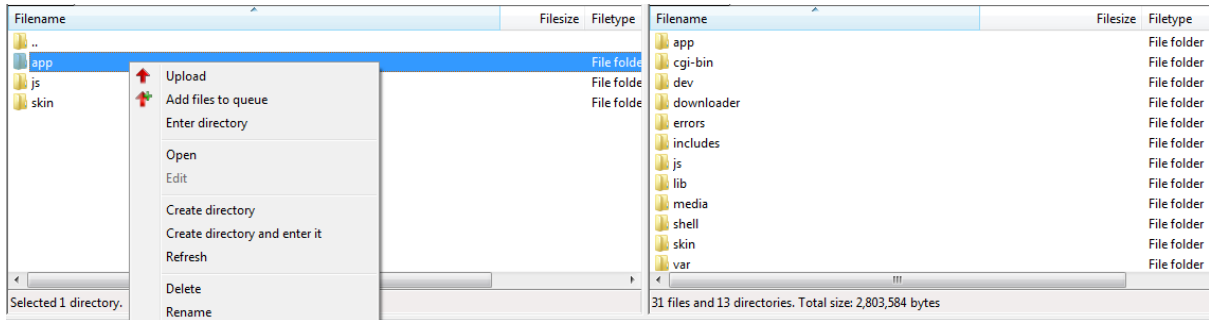 Filename Filesize Filetype
..
app File folde
js File folde
skin File folde
Upload
Add files to queue
Enter directory
Open
Edit
Create directory
Create directory and enter it
Refresh
Delete
Rename
Selected 1 directory.
Filename Filesize Filetype
app File folder
cgi-bin File folder
dev File folder
downloader File folder
errors File folder
includes File folder
js File folder
lib File folder
media File folder
shell File folder
skin File folder
var File folder
31 files and 13 directories. Total size: 2,803,584 bytes